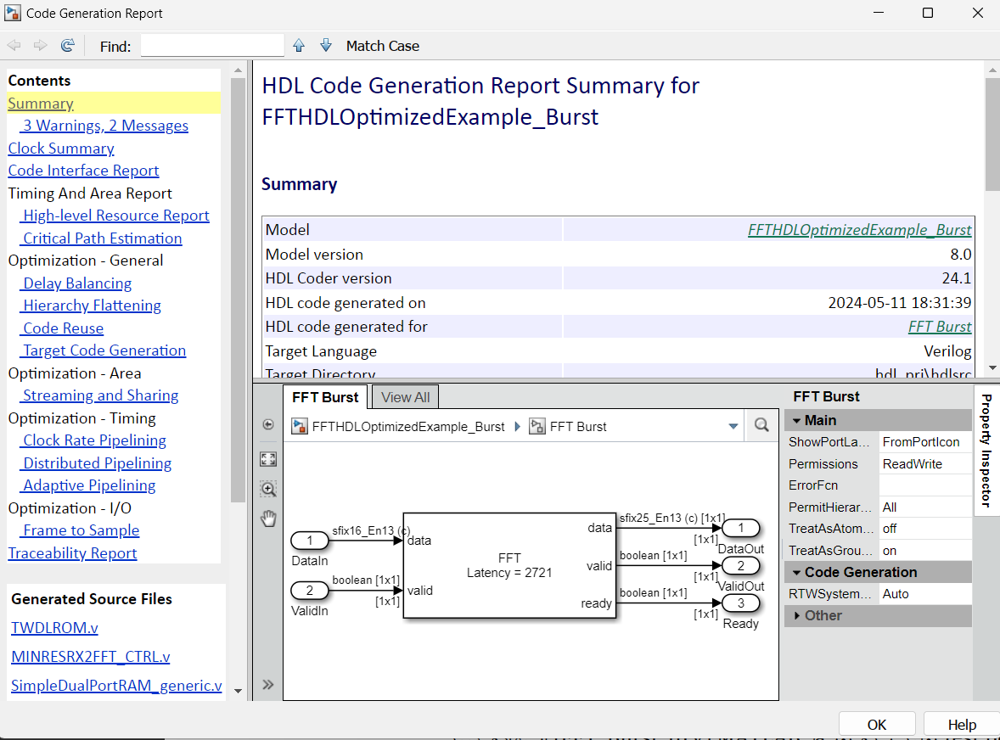 Code Generation Report
Find:
Match Case
Contents
Summary
3 Warnings, 2 Messages
Clock Summary
Code Interface Report
Timing And Area Report
High-level Resource Report
Critical Path Estimation
Optimization - General
Delay Balancing
Hierarchy Flattening
Code Reuse
Target Code Generation
Optimization - Area
Streaming and Sharing
Optimization - Timing
Clock Rate Pipelining
Distributed Pipelining
Adaptive Pipelining
Optimization - I/O
Frame to Sample
Traceability Report
Generated Source Files
TWDLROM.v
MINRESRX2FFT_CTRL.v
SimpleDualPortRAM_generic.v
HDL Code Generation Report Summary for
FFTHDLOptimizedExample_Burst
Summary
Model FFTHDLOptimizedExample_Burst
Model version 8.0
HDL Coder version 24.1
HDL code generated on 2024-05-11 18:31:39
HDL code generated for FFT Burst
Target Language Verilog
Target Directory hdl_prj\hdlsrc
FFT Burst View All
FFTHDLOptimizedExample_Burst FFT Burst
sfix16_En13 (c)
1
DataIn
data
boolean [1x1]
2
[1x1]
ValidIn
valid
FFT
Latency = 2721
data
valid
ready
sfix25_En13 (c) [1x1]
1
[1x1]
DataOut
boolean [1x1]
2
[1x1]
ValidOut
boolean [1x1]
3
[1x1]
Ready
FFT Burst
Main
ShowPortLa... FromPortIcon
Permissions ReadWrite
ErrorFcn
PermitHierar... All
TreatAsAtom... off
TreatAsGrou... on
Code Generation
RTWSystem... Auto
Other
Property Inspector
OK Help